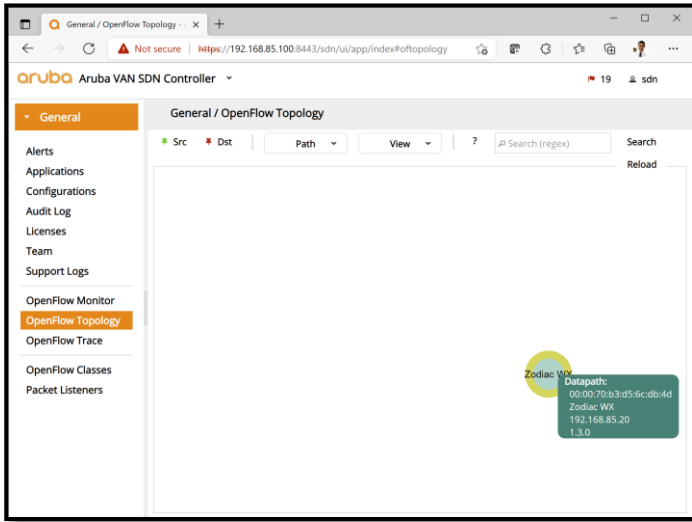 General / OpenFlow Topology - A
Not secure https://192.168.85.100:8443/sdn/ui/app/index#oftopology
aruba Aruba VAN SDN Controller 19 sdn
General
General / OpenFlow Topology
Src Dst Path View ? Search (regex) Search
Reload
Alerts
Applications
Configurations
Audit Log
Licenses
Team
Support Logs
OpenFlow Monitor
OpenFlow Topology
OpenFlow Trace
OpenFlow Classes
Packet Listeners
Zodiac WX
Datapath:
00:00:70:b3:d5:6c:db:4d
Zodiac WX
192.168.85.20
1.3.0